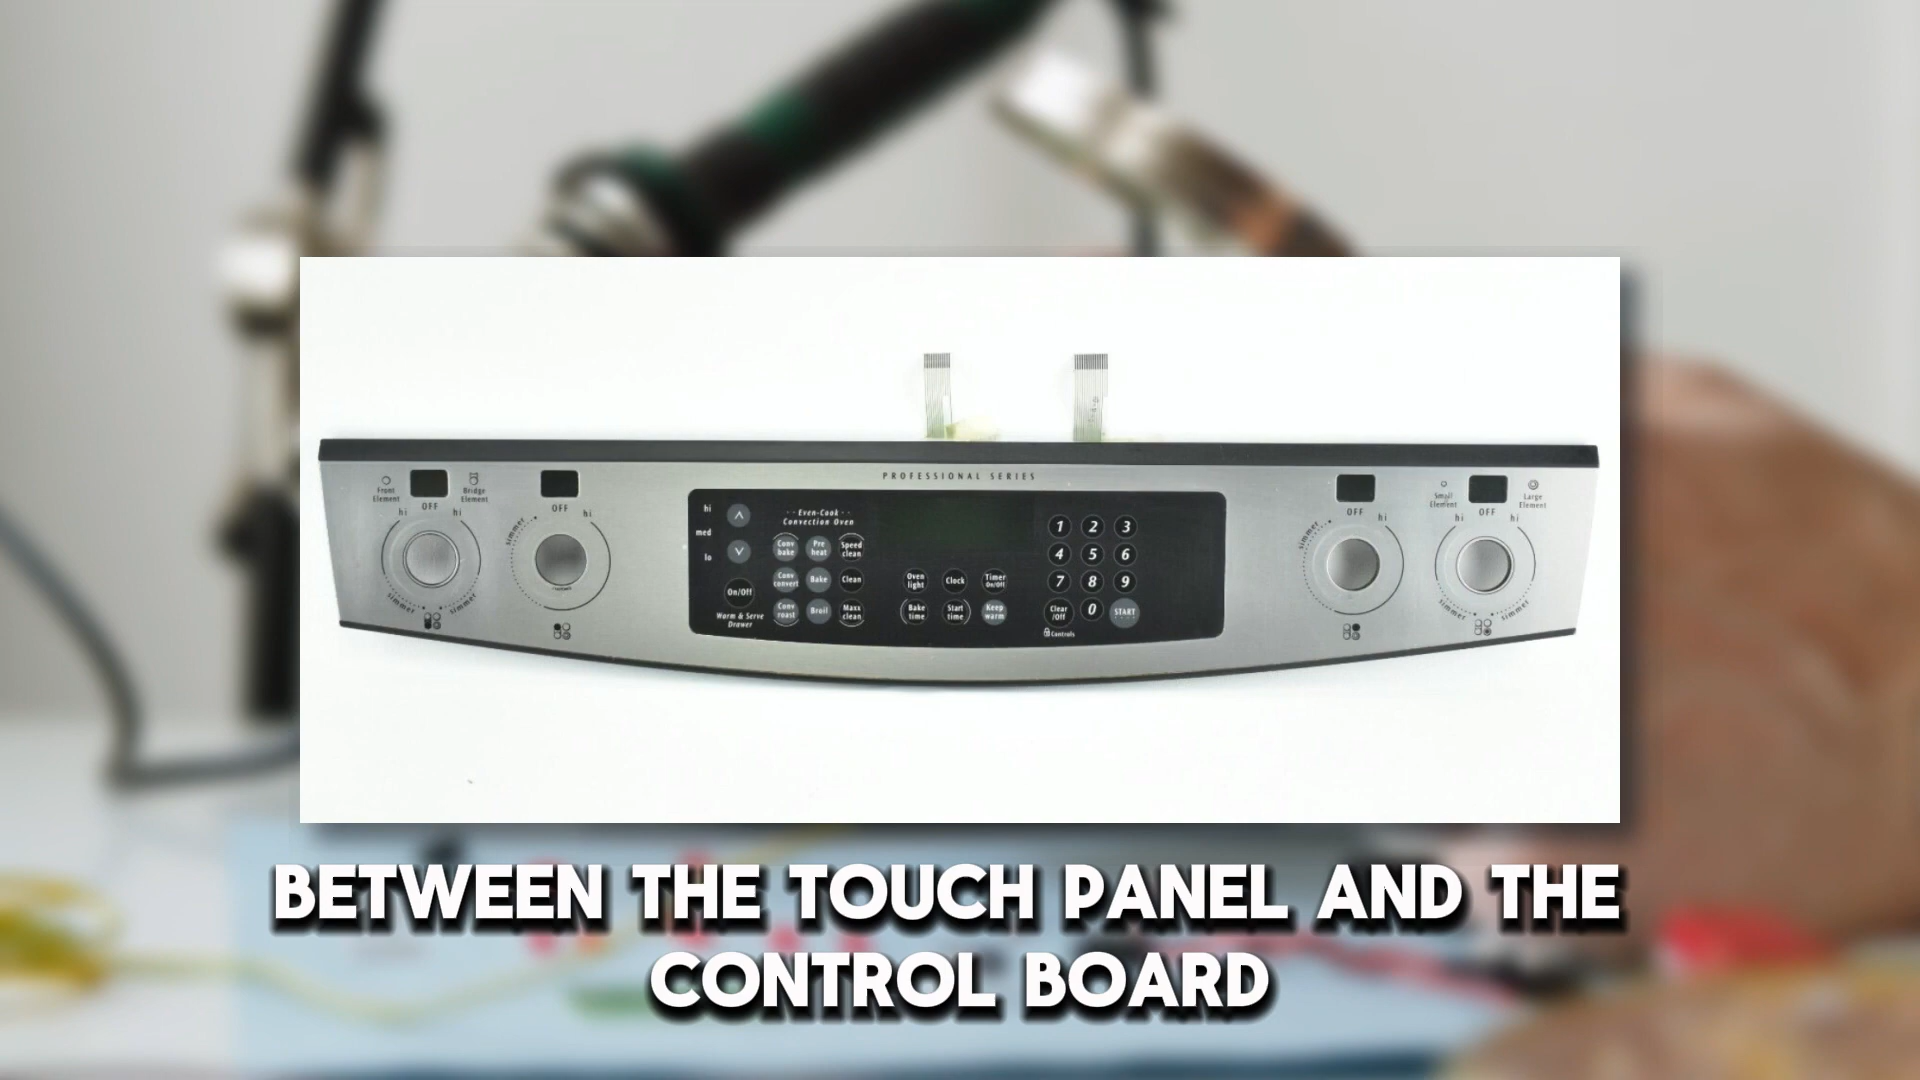 PROFESSIONAL SERIES
Front
Element
Bridge
Element
OFF
hi
hi
simmer
simmer
OFF
hi
simmer
hi
med
lo
On/Off
Warm & Serve
Drawer
Even-Cook
Convection Oven
Conv
bake
Pre
heat
Speed
clean
Conv
convert
Bake
Clean
Conv
roast
Broil
Maxx
clean
Oven
light
Clock
Timer
On/Off
Bake
time
Start
time
Keep
warm
1 2 3
4 5 6
7 8 9
Clear
/Off
0
START
Controls
OFF
hi
simmer
Small
Element
Large
Element
OFF
hi
hi
simmer
simmer
BETWEEN THE TOUCH PANEL AND THE
CONTROL BOARD